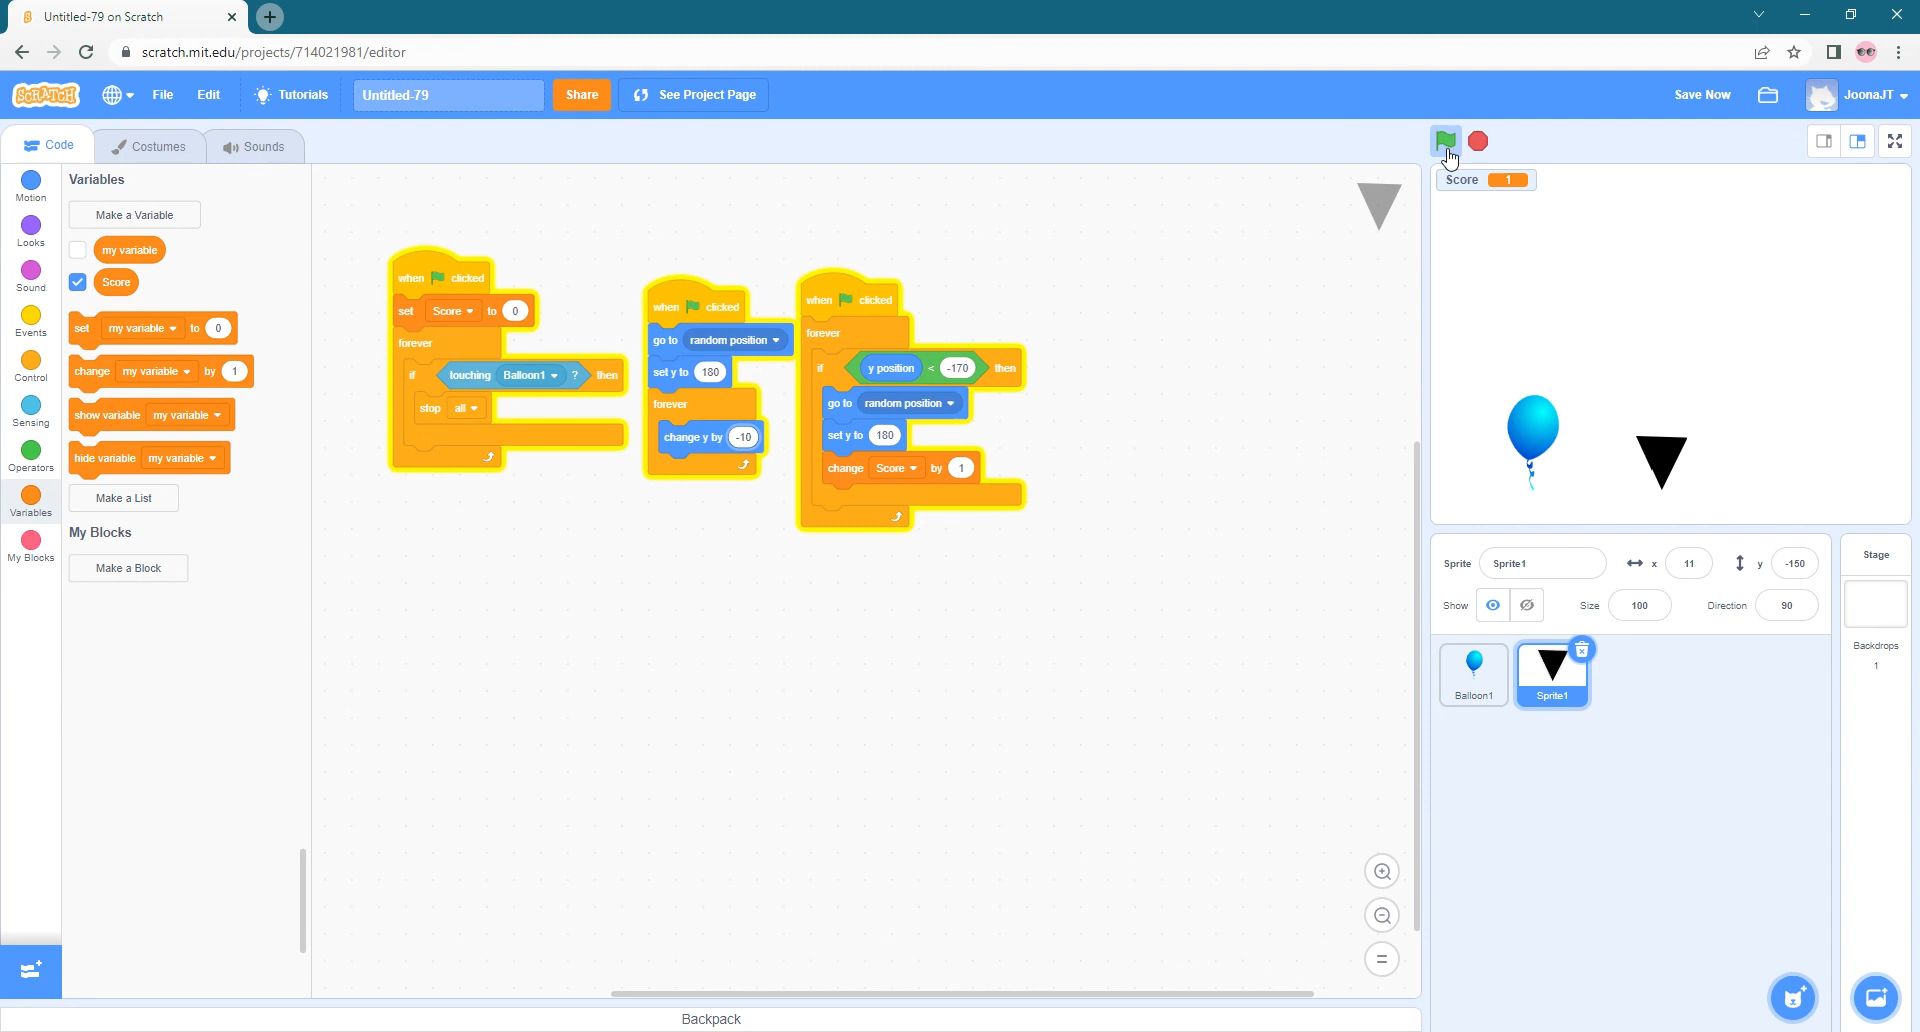 Untitled-79 on Scratch
scratch.mit.edu/projects/714021981/editor
SCRATCH
File
Edit
Tutorials
Untitled-79
Share
See Project Page
Save Now
JoonaJT
Code
Costumes
Sounds
Motion
Looks
Sound
Events
Control
Sensing
Operators
Variables
My Blocks
Variables
Make a Variable
my variable
Score
set my variable to 0
change my variable by 1
show variable my variable
hide variable my variable
Make a List
My Blocks
Make a Block
when clicked
set Score to 0
forever
if touching Balloon1 ? then
stop all
when clicked
go to random position
set y to 180
forever
change y by -10
when clicked
forever
if y position < -170 then
go to random position
set y to 180
change Score by 1
Backpack
Score 1
Sprite Sprite1 x 11 y -150
Show Size 100 Direction 90
Balloon1
Sprite1
Stage
Backdrops
1